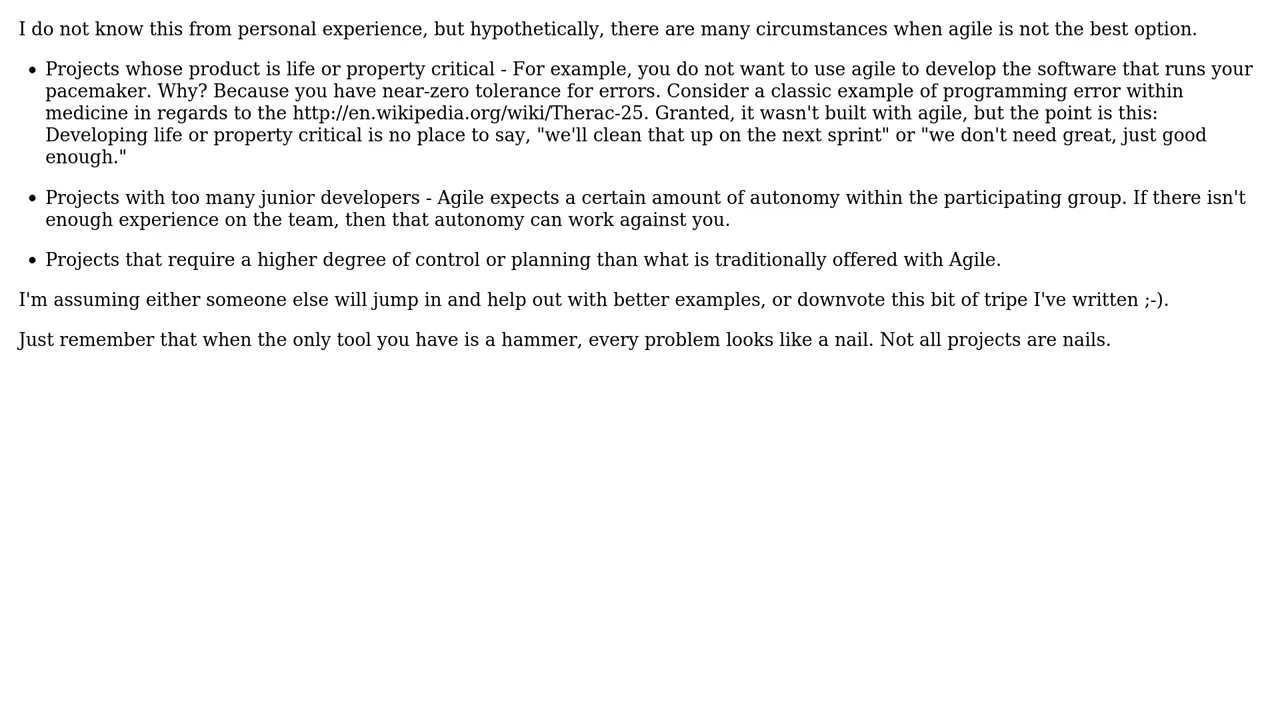 I do not know this from personal experience, but hypothetically, there are many circumstances when agile is not the best option.
• Projects whose product is life or property critical - For example, you do not want to use agile to develop the software that runs your
pacemaker. Why? Because you have near-zero tolerance for errors. Consider a classic example of programming error within
medicine in regards to the http://en.wikipedia.org/wiki/Therac-25. Granted, it wasn't built with agile, but the point is this:
Developing life or property critical is no place to say, "we'll clean that up on the next sprint" or "we don't need great, just good
enough."
• Projects with too many junior developers - Agile expects a certain amount of autonomy within the participating group. If there isn't
enough experience on the team, then that autonomy can work against you.
• Projects that require a higher degree of control or planning than what is traditionally offered with Agile.
I'm assuming either someone else will jump in and help out with better examples, or downvote this bit of tripe I've written ;-).
Just remember that when the only tool you have is a hammer, every problem looks like a nail. Not all projects are nails.